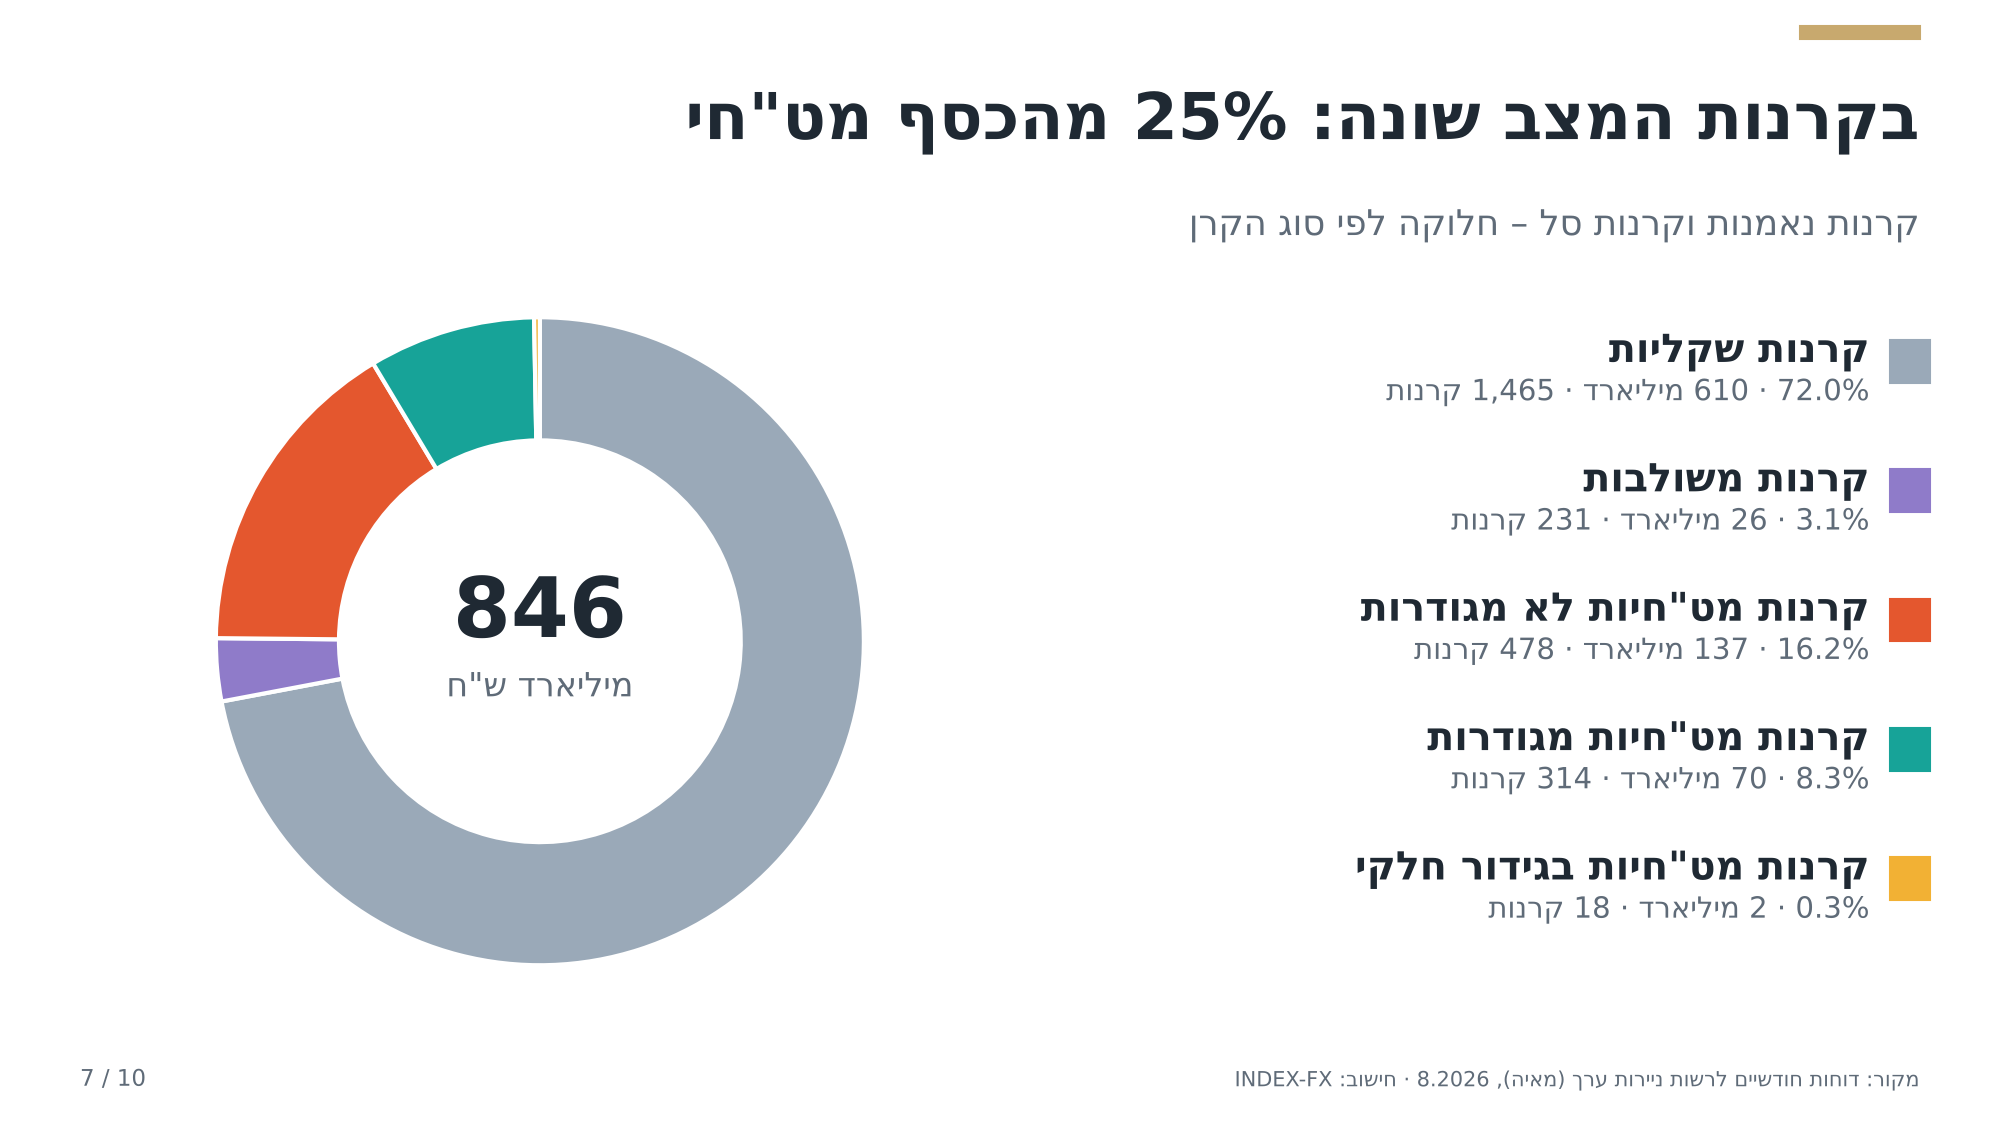 בקרנות המצב שונה: 25% מהכסף מט"חי
קרנות נאמנות וקרנות סל – חלוקה לפי סוג הקרן
קרנות שקליות
72.0% · 610 מיליארד · 1,465 קרנות
קרנות משולבות
3.1% · 26 מיליארד · 231 קרנות
קרנות מט"חיות לא מגודרות
16.2% · 137 מיליארד · 478 קרנות
קרנות מט"חיות מגודרות
8.3% · 70 מיליארד · 314 קרנות
קרנות מט"חיות בגידור חלקי
0.3% · 2 מיליארד · 18 קרנות
846
מיליארד ש"ח
מקור: דוחות חודשיים לרשות ניירות ערך (מאיה), 8.2026 · חישוב: INDEX-FX
7 / 10